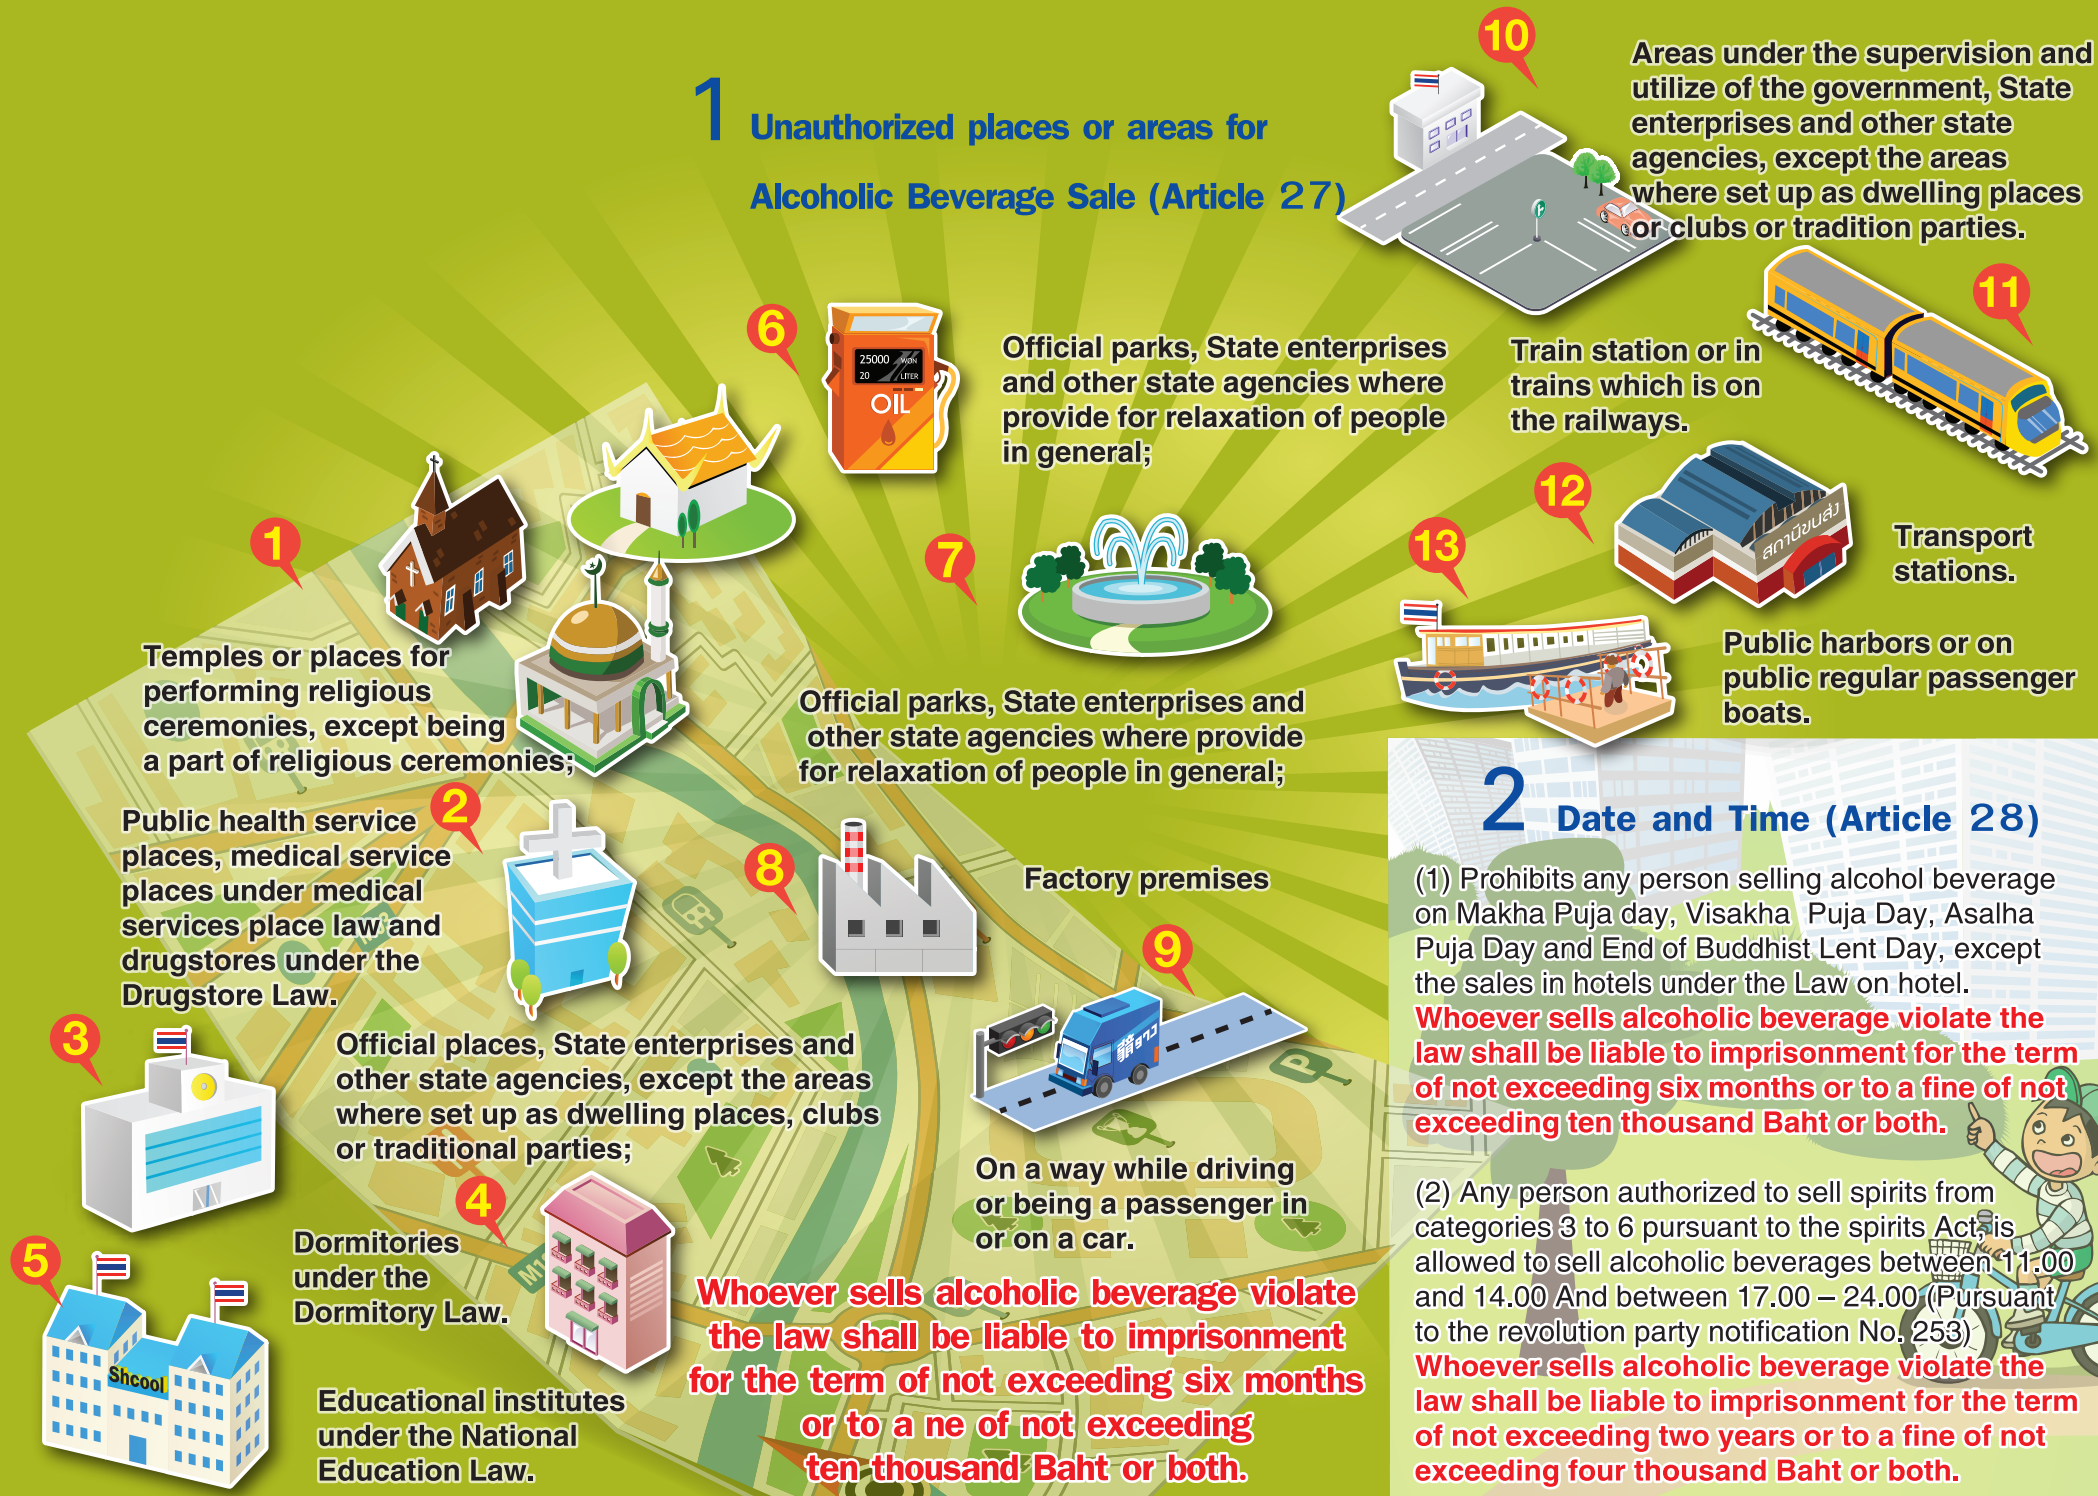 1 Unauthorized places or areas for
Alcoholic Beverage Sale (Article 27)
1
Temples or places for
performing religious
ceremonies, except being
a part of religious ceremonies;
2
Public health service
places, medical service
places under medical
services place law and
drugstores under the
Drugstore Law.
3
Official places, State enterprises and
other state agencies, except the areas
where set up as dwelling places, clubs
or traditional parties;
4
Dormitories
under the
Dormitory Law.
5
Shcool
Educational institutes
under the National
Education Law.
6
25000 WON
20 LITER
OIL
Official parks, State enterprises
and other state agencies where
provide for relaxation of people
in general;
7
Official parks, State enterprises and
other state agencies where provide
for relaxation of people in general;
8
Factory premises
9
On a way while driving
or being a passenger in
or on a car.
10
Areas under the supervision and
utilize of the government, State
enterprises and other state
agencies, except the areas
where set up as dwelling places
or clubs or tradition parties.
11
Train station or in
trains which is on
the railways.
12
สถานีขนส่ง
Transport
stations.
13
Public harbors or on
public regular passenger
boats.
Whoever sells alcoholic beverage violate
the law shall be liable to imprisonment
for the term of not exceeding six months
or to a ne of not exceeding
ten thousand Baht or both.
2 Date and Time (Article 28)
(1) Prohibits any person selling alcohol beverage
on Makha Puja day, Visakha Puja Day, Asalha
Puja Day and End of Buddhist Lent Day, except
the sales in hotels under the Law on hotel.
Whoever sells alcoholic beverage violate the
law shall be liable to imprisonment for the term
of not exceeding six months or to a fine of not
exceeding ten thousand Baht or both.
(2) Any person authorized to sell spirits from
categories 3 to 6 pursuant to the spirits Act, is
allowed to sell alcoholic beverages between 11.00
and 14.00 And between 17.00 – 24.00 (Pursuant
to the revolution party notification No. 253)
Whoever sells alcoholic beverage violate the
law shall be liable to imprisonment for the term
of not exceeding two years or to a fine of not
exceeding four thousand Baht or both.